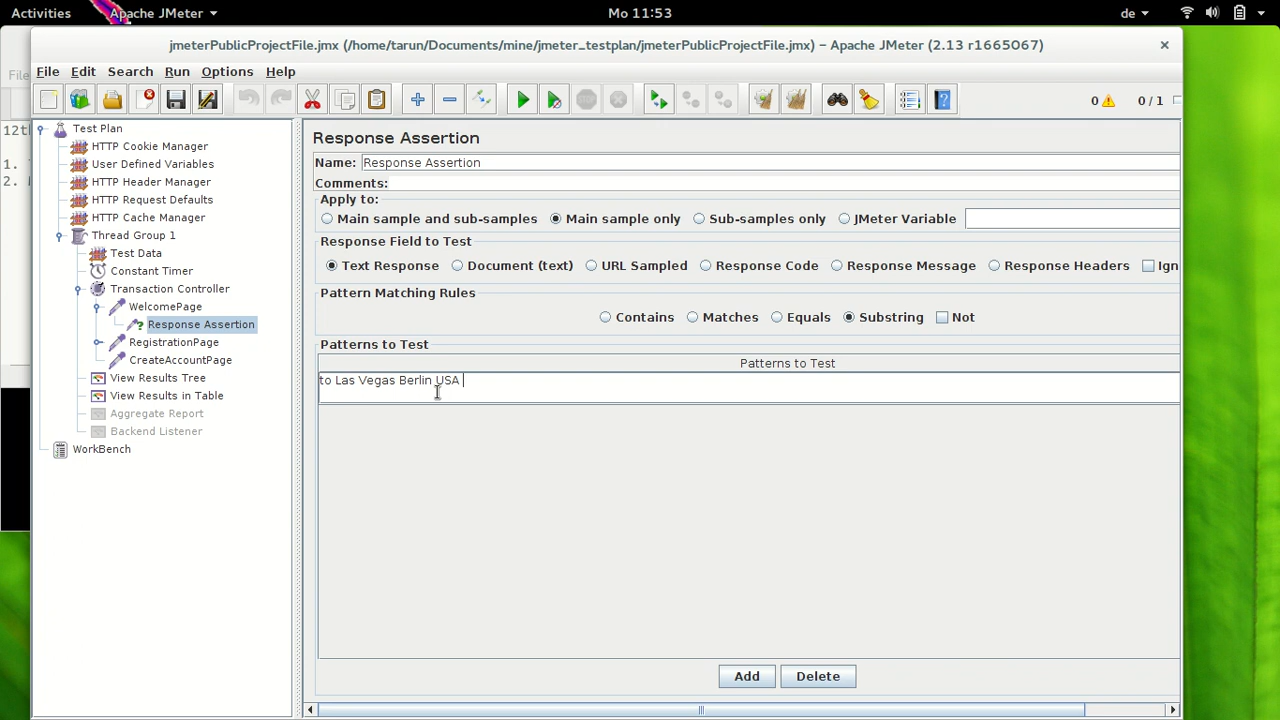 Activities
Apache JMeter
Mo 11:53
de
jmeterPublicProjectFile.jmx (/home/tarun/Documents/mine/jmeter_testplan/jmeterPublicProjectFile.jmx) – Apache JMeter (2.13 r1665067)
File
File Edit Search Run Options Help
0
0 / 1
12th
1.
2.
Test Plan
HTTP Cookie Manager
User Defined Variables
HTTP Header Manager
HTTP Request Defaults
HTTP Cache Manager
Thread Group 1
Test Data
Constant Timer
Transaction Controller
WelcomePage
Response Assertion
RegistrationPage
CreateAccountPage
View Results Tree
View Results in Table
Aggregate Report
Backend Listener
WorkBench
Response Assertion
Name: Response Assertion
Comments:
Apply to:
Main sample and sub-samples Main sample only Sub-samples only JMeter Variable
Response Field to Test
Text Response Document (text) URL Sampled Response Code Response Message Response Headers Ign
Pattern Matching Rules
Contains Matches Equals Substring Not
Patterns to Test
Patterns to Test
to Las Vegas Berlin USA
Add Delete